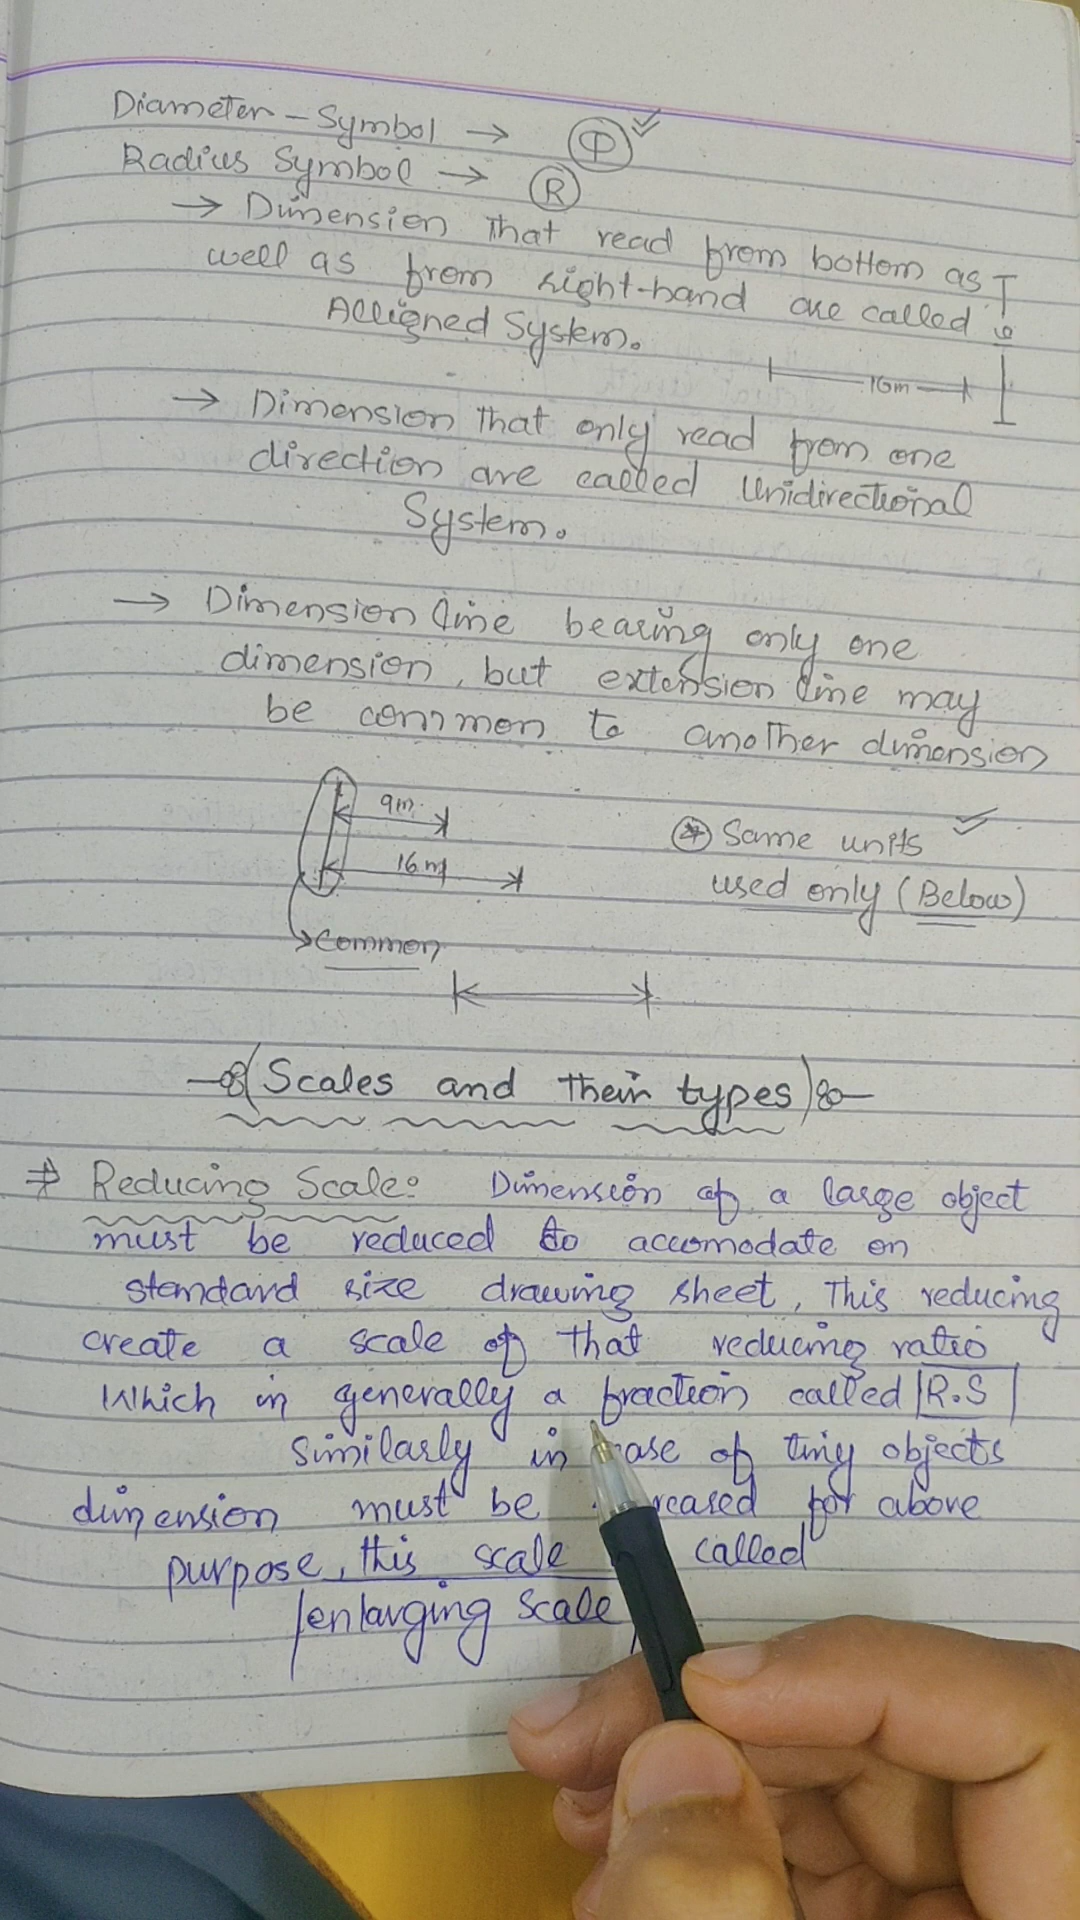 Diameter - Symbol → Φ
Radius Symbol → R
→ Dimension That read from bottom as
well as from right-hand are called
Alligned System.
16m
→ Dimension that only read from one
direction are called Unidirectional
System.
→ Dimension line bearing only one
dimension, but extension line may
be common to another dimension
9m
16m
Same units
used only (Below)
Common
Scales and Their types
⇒ Reducing Scale: Dimension of a large object
must be reduced to accomodate on
standard size drawing sheet, This reducing
create a scale of that reducing ratio
Which in generally a fraction called R.S
Similarly in case of tiny objects
dimension must be for above
purpose, this scale called
enlarging Scale